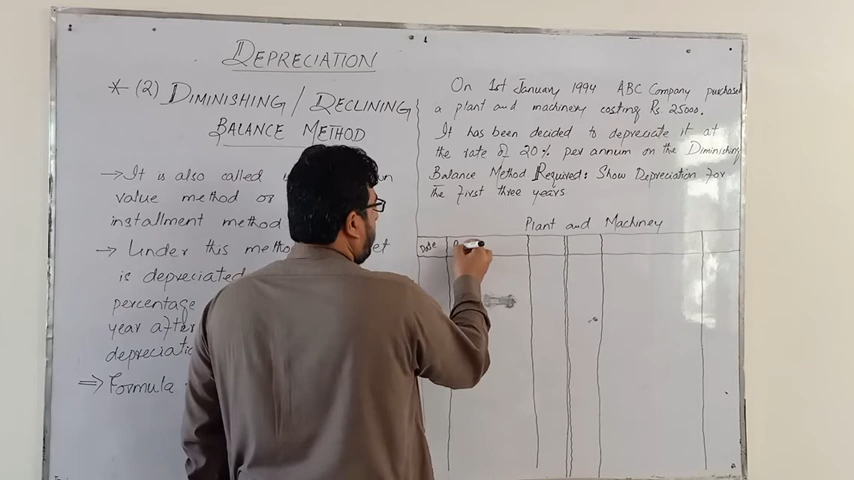 DEPRECIATION
* (2) DIMINISHING / DECLINING
BALANCE METHOD
→ It is also called
value method or
installment method
→ Under this metho et
is depreciated
percentage
year after
depreciatio
⇒ Formula
On 1st January 1994 ABC Company purchased
a plant and machinery costing Rs 25000.
It has been decided to depreciate it at
the rate of 20% per annum on the Diminishing
Balance Method Required: Show Depreciation for
The first three years
Plant and Machiney
Date